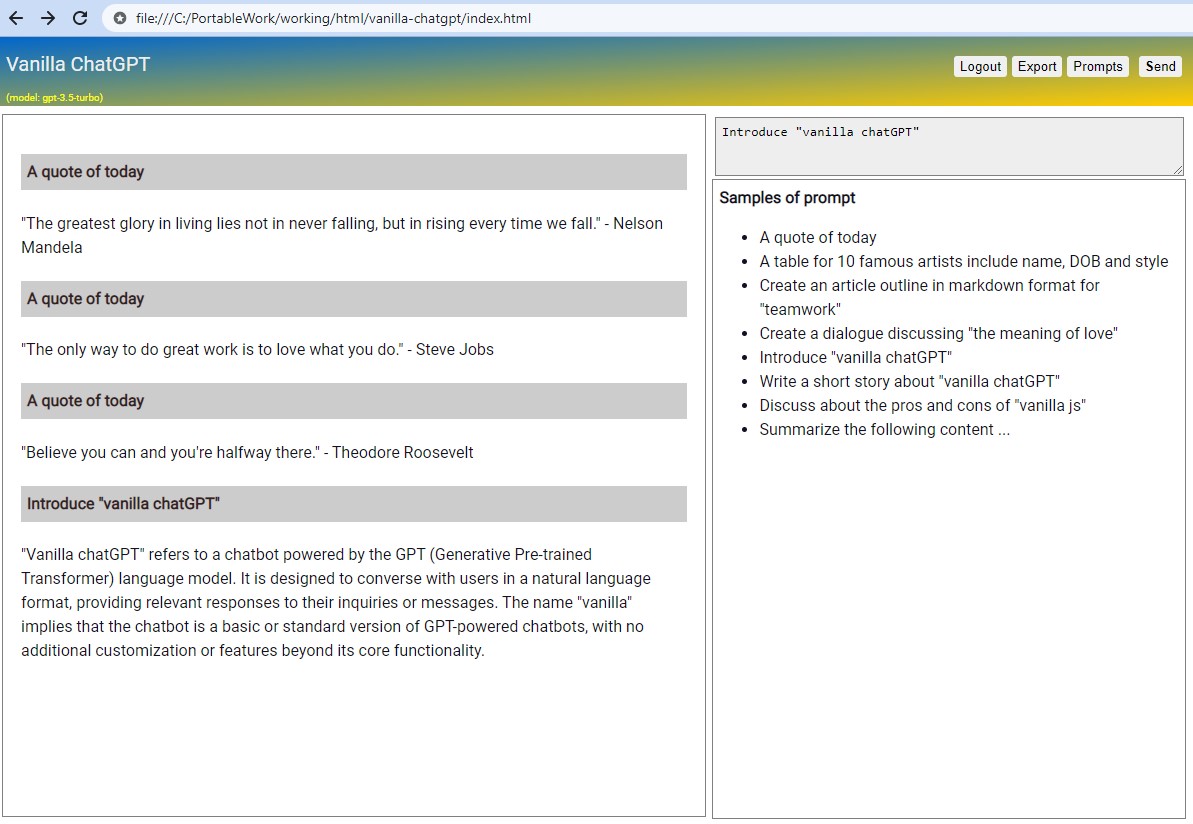 file:///C:/PortableWork/working/html/vanilla-chatgpt/index.html
Vanilla ChatGPT
Logout Export Prompts Send
(model: gpt-3.5-turbo)
A quote of today
"The greatest glory in living lies not in never falling, but in rising every time we fall." - Nelson
Mandela
A quote of today
"The only way to do great work is to love what you do." - Steve Jobs
A quote of today
"Believe you can and you're halfway there." - Theodore Roosevelt
Introduce "vanilla chatGPT"
"Vanilla chatGPT" refers to a chatbot powered by the GPT (Generative Pre-trained
Transformer) language model. It is designed to converse with users in a natural language
format, providing relevant responses to their inquiries or messages. The name "vanilla"
implies that the chatbot is a basic or standard version of GPT-powered chatbots, with no
additional customization or features beyond its core functionality.
Introduce "vanilla chatGPT"
Samples of prompt
• A quote of today
• A table for 10 famous artists include name, DOB and style
• Create an article outline in markdown format for
"teamwork"
• Create a dialogue discussing "the meaning of love"
• Introduce "vanilla chatGPT"
• Write a short story about "vanilla chatGPT"
• Discuss about the pros and cons of "vanilla js"
• Summarize the following content ...